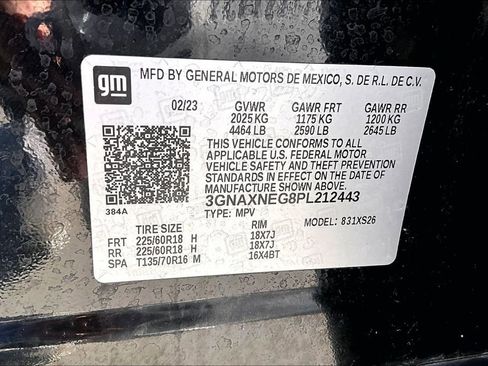 gm
MFD BY GENERAL MOTORS DE MEXICO, S. DE R.L. DE C.V.
02/23 GVWR GAWR FRT GAWR RR
2025 KG 1175 KG 1200 KG
4464 LB 2590 LB 2645 LB
THIS VEHICLE CONFORMS TO ALL
APPLICABLE U.S. FEDERAL MOTOR
VEHICLE SAFETY AND THEFT PREVENTION
STANDARDS IN EFFECT ON THE DATE OF
MANUFACTURE SHOWN ABOVE.
3GNAXNEG8PL212443
384A
TYPE: MPV MODEL: 831XS26
TIRE SIZE RIM
FRT 225/60R18 H 18X7J
RR 225/60R18 H 18X7J
SPA T135/70R16 M 16X4BT